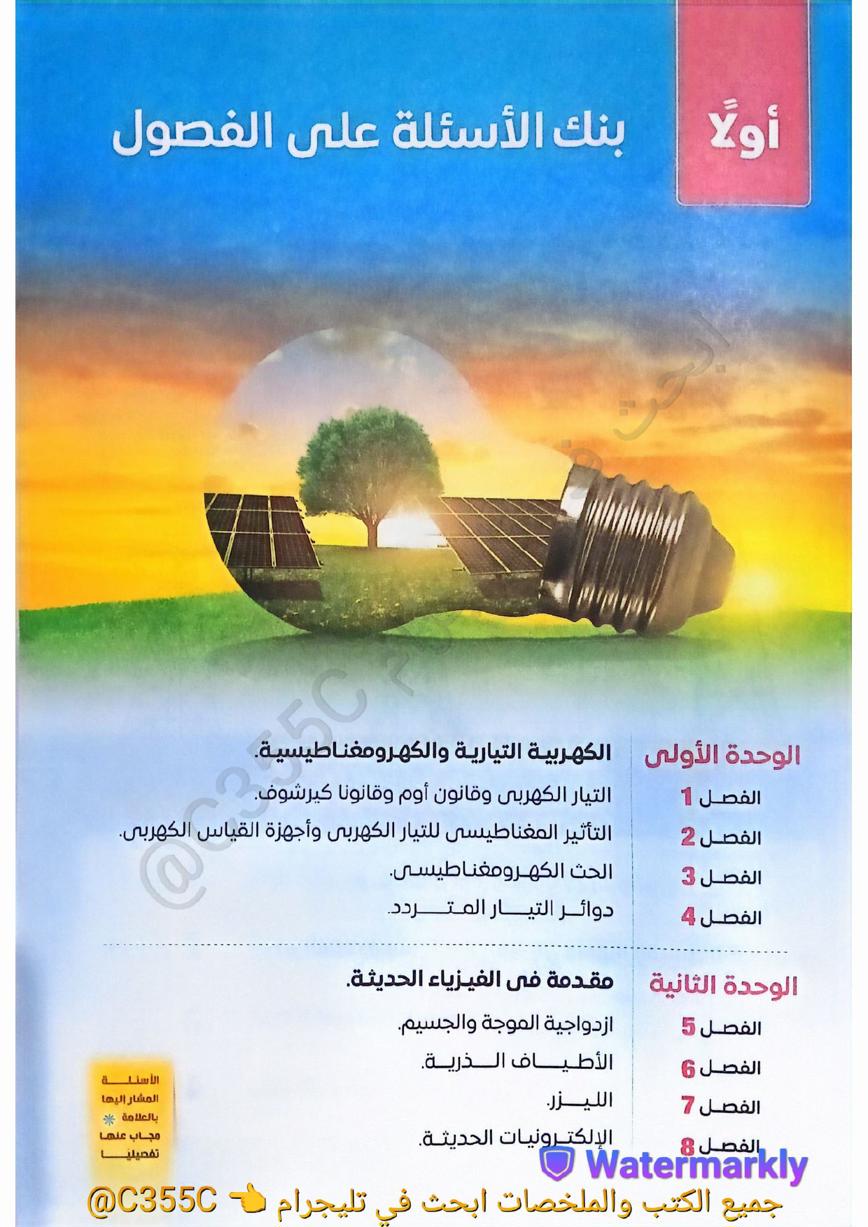 أولًا
بنك الأسئلة على الفصول
الوحدة الأولى
الكهربية التيارية والكهرومغناطيسية.
الفصل 1 التيار الكهربى وقانون أوم وقانونا كيرشوف.
الفصل 2 التأثير المغناطيسى للتيار الكهربى وأجهزة القياس الكهربى.
الفصل 3 الحث الكهرومغناطيسى.
الفصل 4 دوائر التيار المتردد.
الوحدة الثانية
مقدمة فى الفيزياء الحديثة.
الفصل 5 ازدواجية الموجة والجسيم.
الفصل 6 الأطياف الذرية.
الفصل 7 الليزر.
الفصل 8 الإلكترونيات الحديثة.
الأسئلة
المشار إليها
بالعلامة *
مجاب عنها
تفصيليًا
@C355C
Watermarkly
جميع الكتب والملخصات ابحث في تليجرام 👈 @C355C